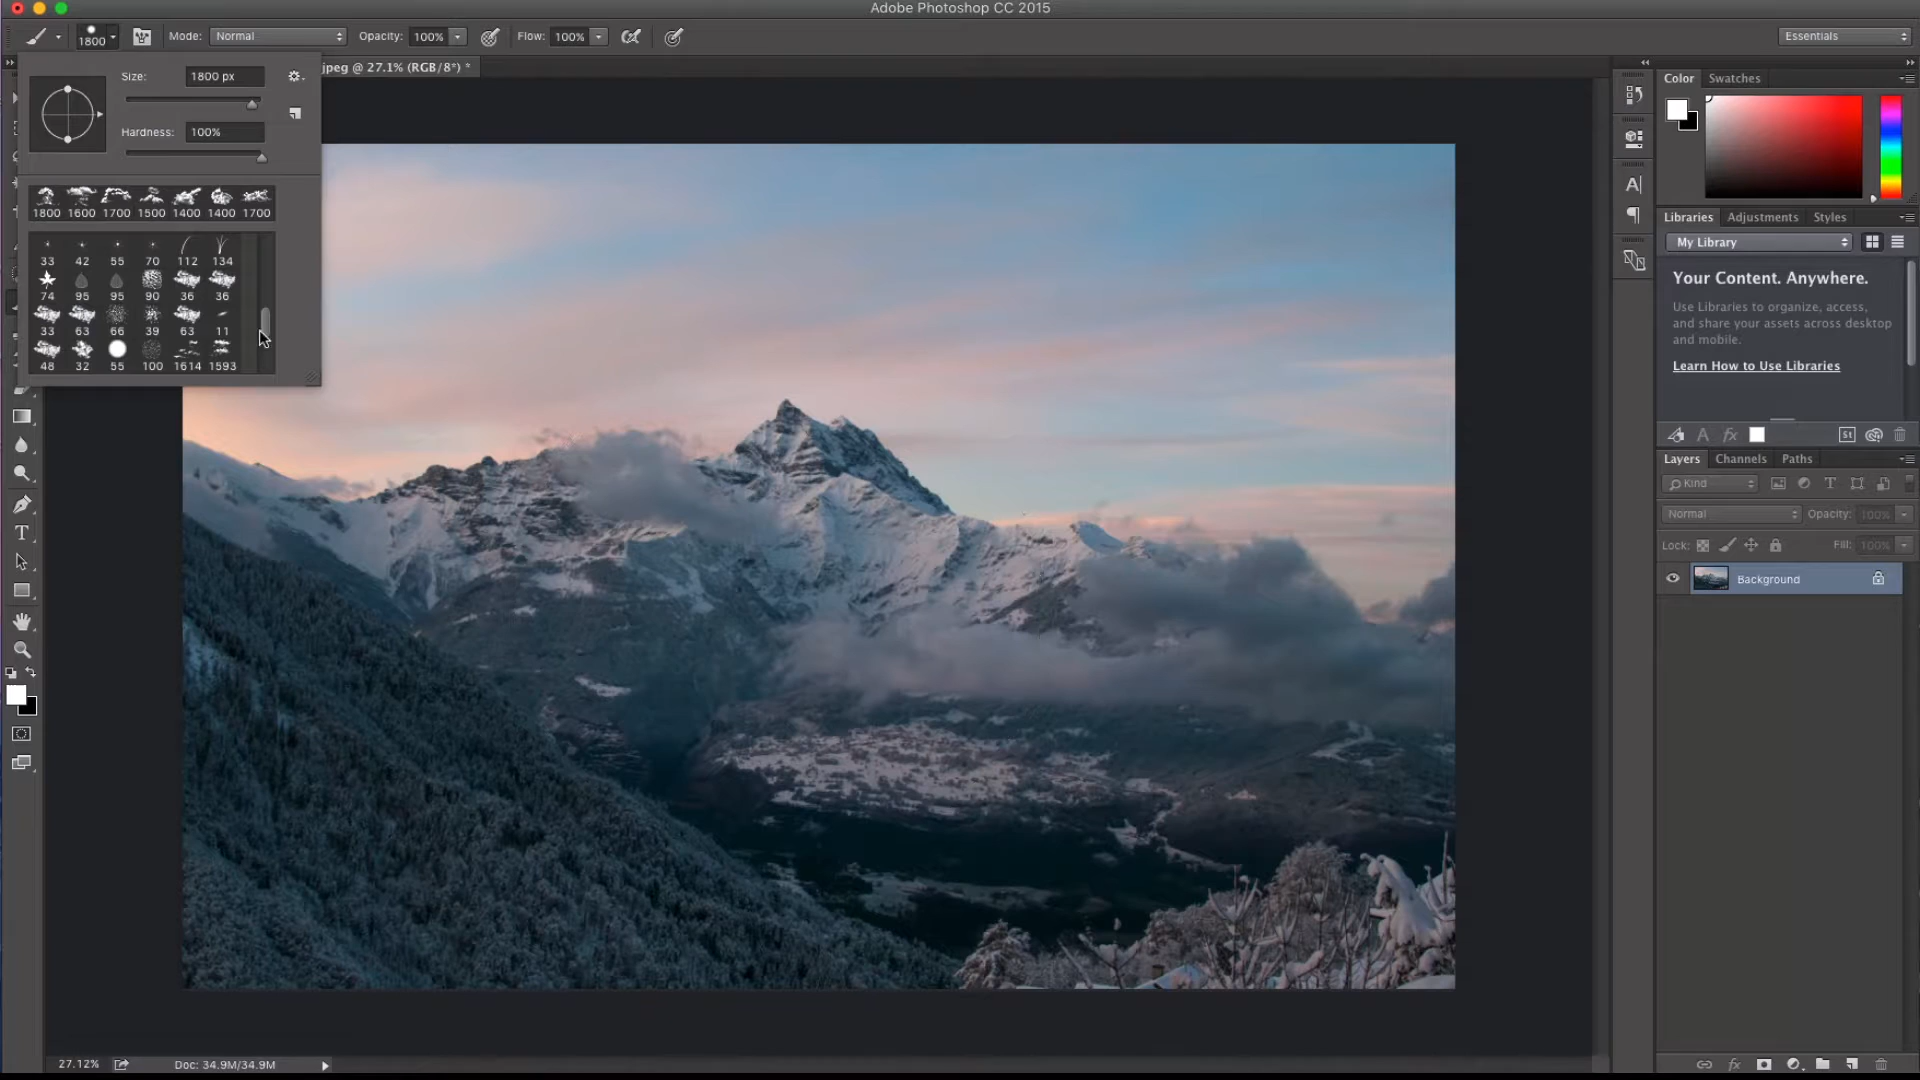 Adobe Photoshop CC 2015
1800
Mode: Normal
Opacity: 100%
Flow: 100%
Essentials
jpeg @ 27.1% (RGB/8*) *
Size: 1800 px
Hardness: 100%
1800 1600 1700 1500 1400 1400 1700
33 42 55 70 112 134
74 95 95 90 36 36
33 63 66 39 63 11
48 32 55 100 1614 1593
Color Swatches
Libraries Adjustments Styles
My Library
Your Content. Anywhere.
Use Libraries to organize, access,
and share your assets across desktop
and mobile.
Learn How to Use Libraries
St
Layers Channels Paths
Kind
Normal Opacity: 100%
Lock: Fill: 100%
Background
27.12% Doc: 34.9M/34.9M